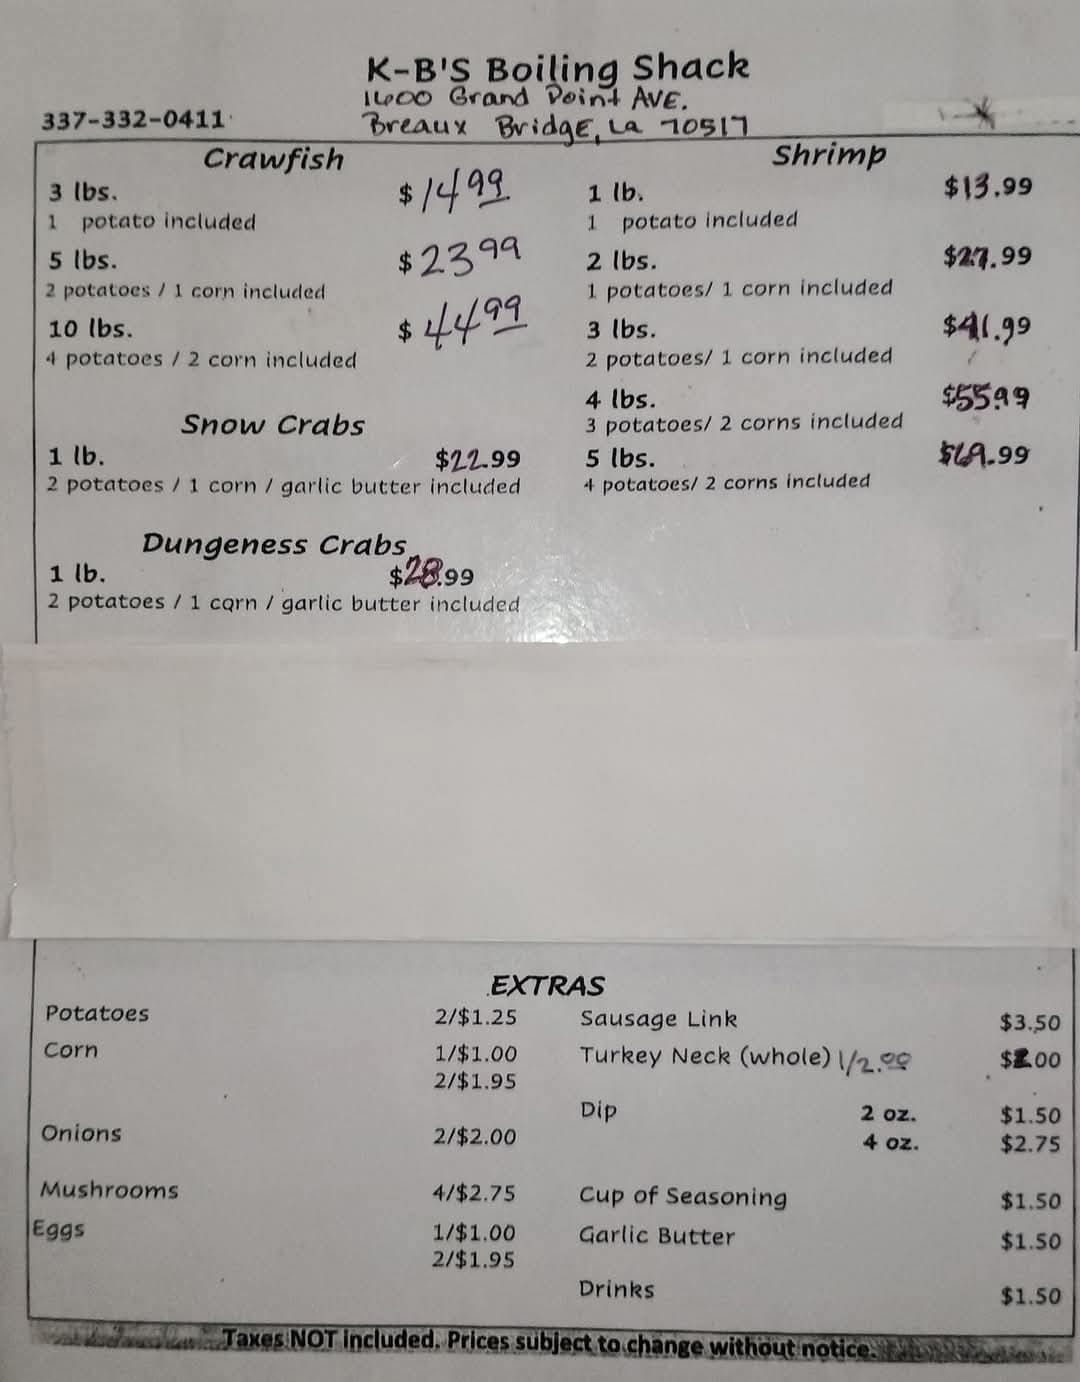 K-B'S Boiling Shack
1600 Grand Point AVE.
337-332-0411
Breaux Bridge, La 70517
Crawfish
3 lbs. $14.99
1 potato included
5 lbs. $23.99
2 potatoes / 1 corn included
10 lbs. $44.99
4 potatoes / 2 corn included
Snow Crabs
1 lb. $22.99
2 potatoes / 1 corn / garlic butter included
Dungeness Crabs
1 lb. $28.99
2 potatoes / 1 corn / garlic butter included
Shrimp
1 lb. $13.99
1 potato included
2 lbs. $27.99
1 potatoes/ 1 corn included
3 lbs. $41.99
2 potatoes/ 1 corn included
4 lbs. $55.99
3 potatoes/ 2 corns included
5 lbs. $69.99
4 potatoes/ 2 corns included
EXTRAS
Potatoes 2/$1.25
Corn 1/$1.00
2/$1.95
Onions 2/$2.00
Mushrooms 4/$2.75
Eggs 1/$1.00
2/$1.95
Sausage Link $3.50
Turkey Neck (whole) 1/2.00
Dip 2 oz. $1.50
4 oz. $2.75
Cup of Seasoning $1.50
Garlic Butter $1.50
Drinks $1.50
Taxes NOT included. Prices subject to change without notice.